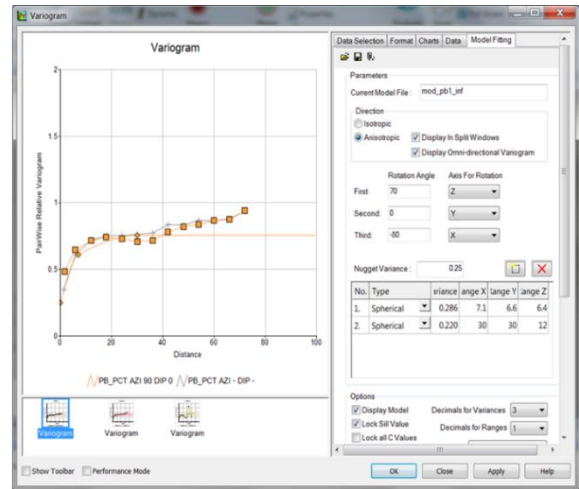 Variogram
Variogram
PairWise Relative Variogram
2
1.5
1
0.5
0
0 20 40 60 80 100
Distance
PB_PCT AZI 90 DIP 0 PB_PCT AZI - DIP -
Variogram Variogram Variogram
Show Toolbar Performance Mode
Data Selection Format Charts Data Model Fitting
Parameters
Current Model File : mod_pb1_inf
Direction
Isotropic
Anisotropic Display In Split Windows
Display Omni-directional Variogram
Rotation Angle Axis For Rotation
First: 70 Z
Second: 0 Y
Third: -80 X
Nugget Variance : 0.25
No. Type ariance ange X ange Y ange Z
1. Spherical 0.286 7.1 6.6 6.4
2. Spherical 0.220 30 30 12
Options
Display Model Decimals for Variances 3
Lock Sill Value Decimals for Ranges 1
Lock all C Values
OK Close Apply Help